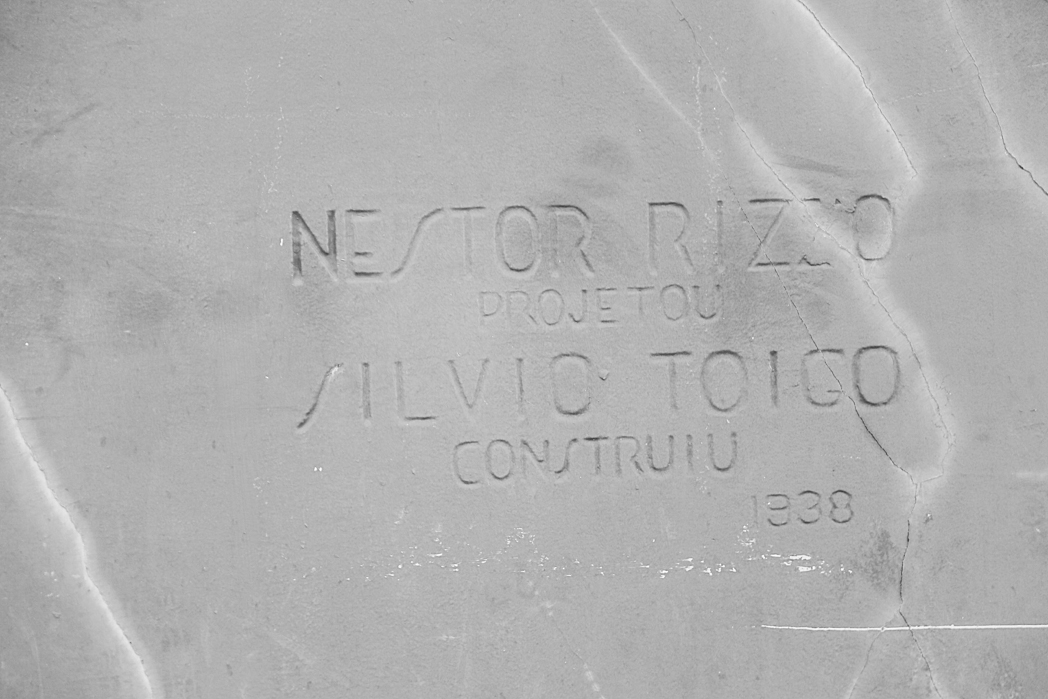 NESTOR RIZZO
PROJETOU
SILVIO TOIGO
CONSTRUIU
1938